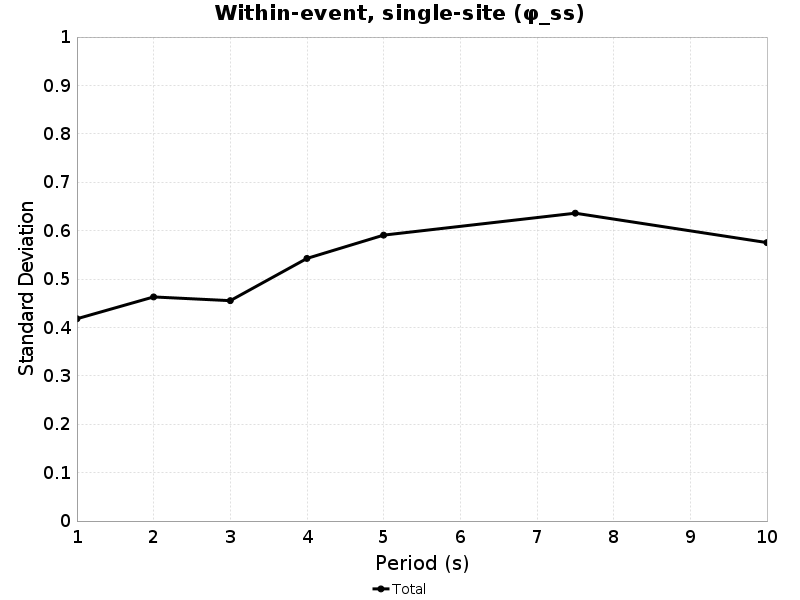 Within-event, single-site (φ_ss)
1
0.9
0.8
0.7
0.6
0.5
0.4
0.3
0.2
0.1
0
Standard Deviation
1 2 3 4 5 6 7 8 9 10
Period (s)
Total